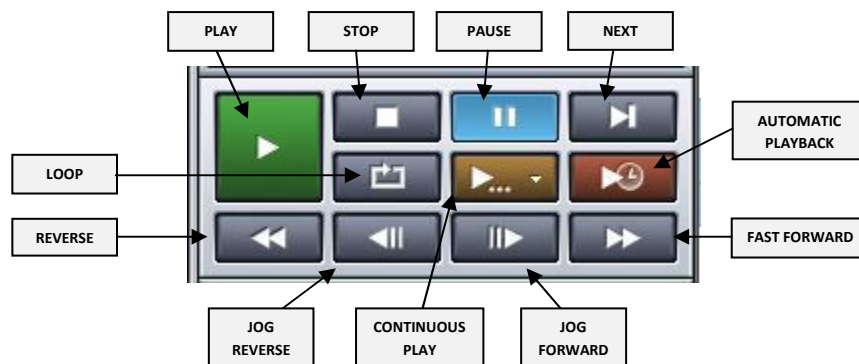 PLAY
STOP
PAUSE
NEXT
AUTOMATIC
PLAYBACK
LOOP
REVERSE
FAST FORWARD
JOG
REVERSE
CONTINUOUS
PLAY
JOG
FORWARD